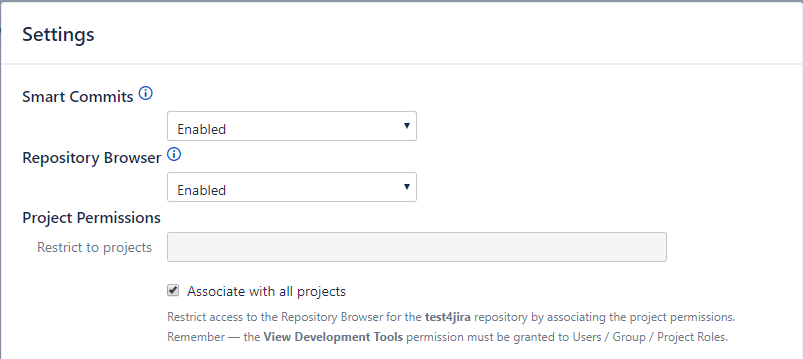 Settings
Smart Commits
Enabled
Repository Browser
Enabled
Project Permissions
Restrict to projects
Associate with all projects
Restrict access to the Repository Browser for the test4jira repository by associating the project permissions.
Remember — the View Development Tools permission must be granted to Users / Group / Project Roles.